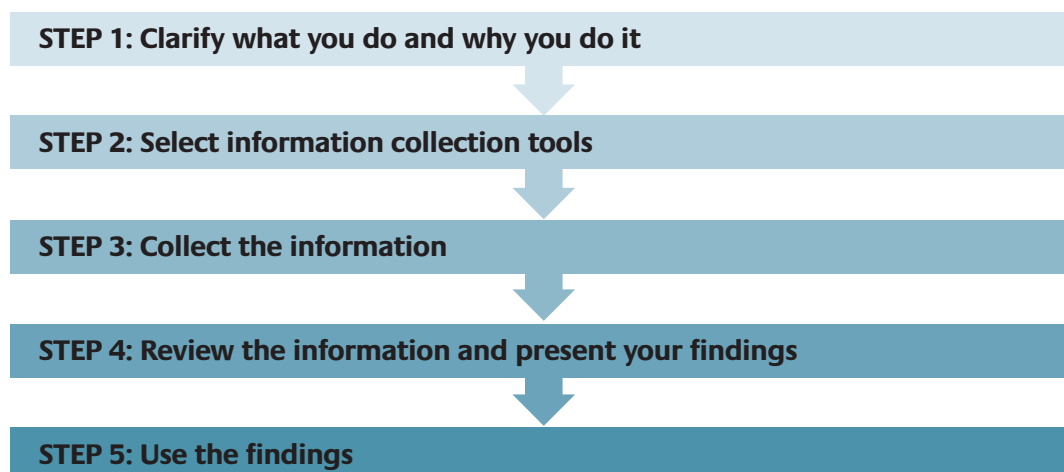 STEP 1: Clarify what you do and why you do it
STEP 2: Select information collection tools
STEP 3: Collect the information
STEP 4: Review the information and present your findings
STEP 5: Use the findings